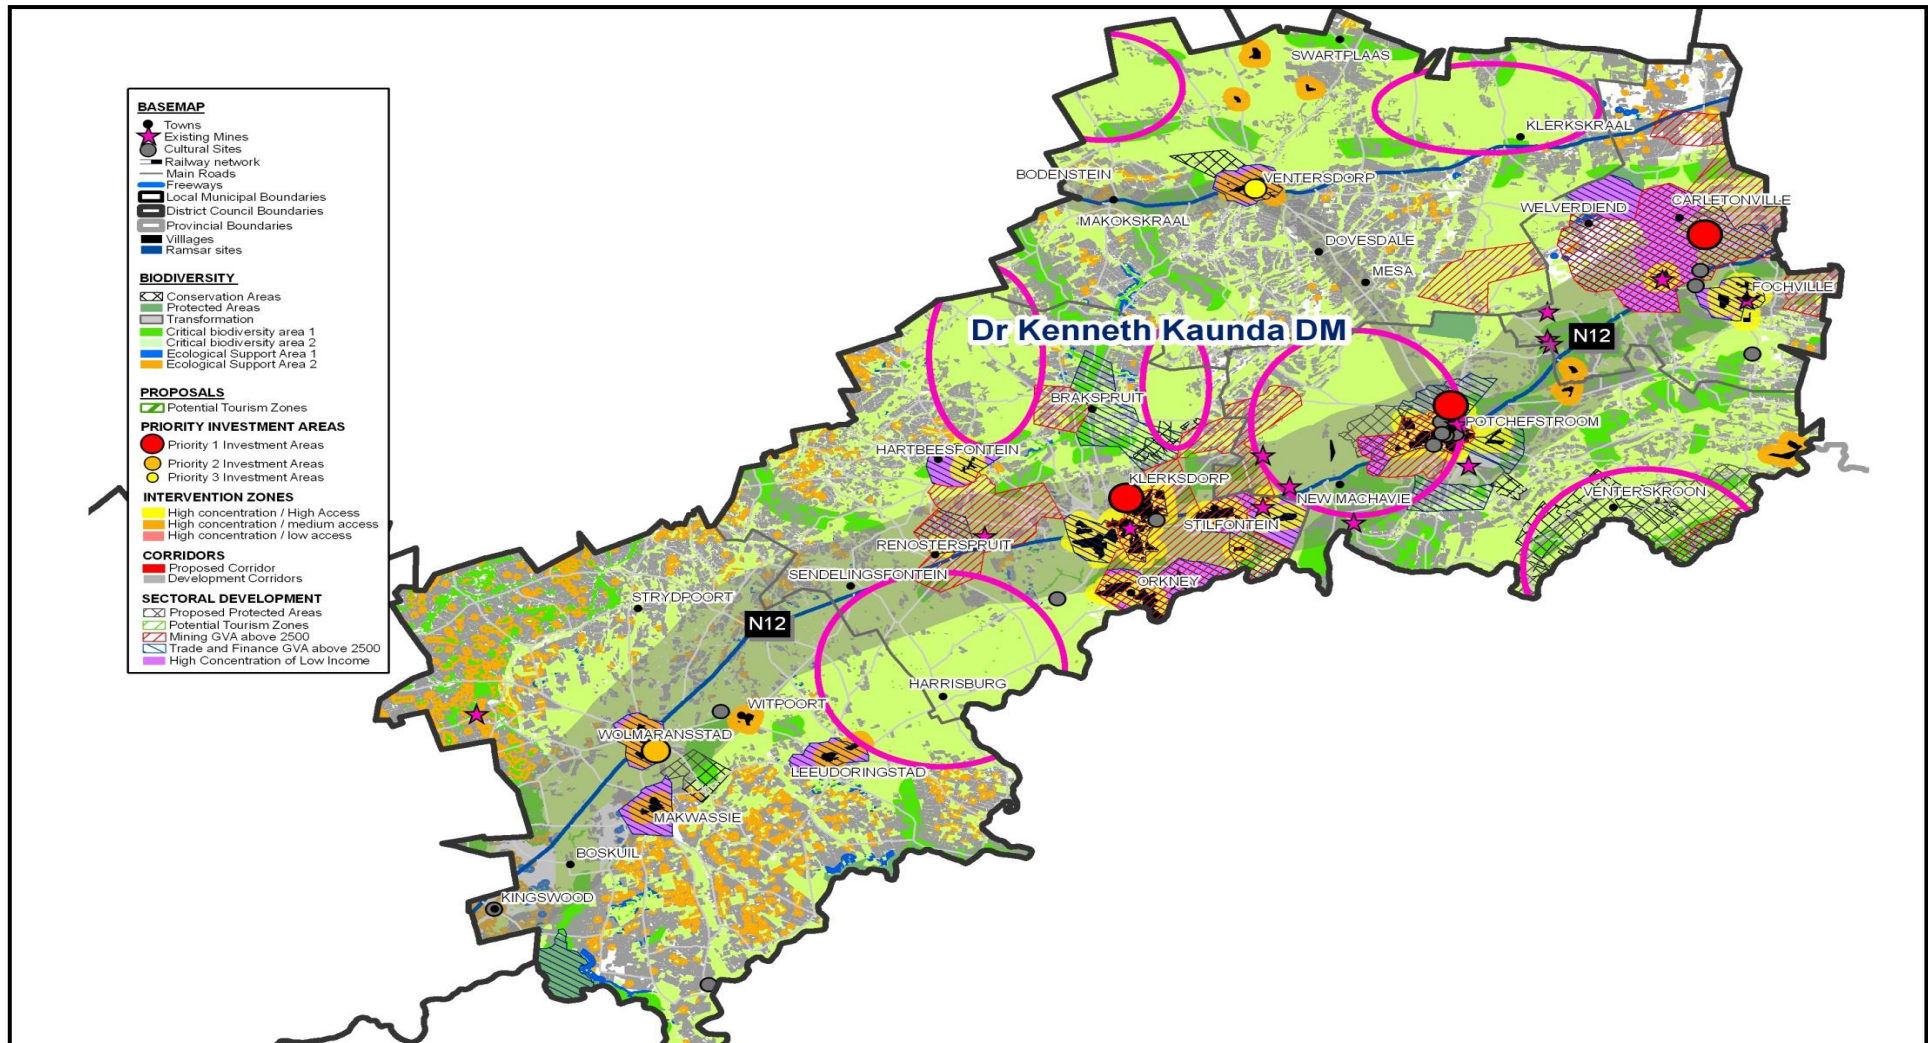 BASEMAP
Towns
Existing Mines
Cultural Sites
Railway network
Main Roads
Freeways
Local Municipal Boundaries
District Council Boundaries
Provincial Boundaries
Villlages
Ramsar sites
BIODIVERSITY
Conservation Areas
Protected Areas
Transformation
Critical biodiversity area 1
Critical biodiversity area 2
Ecological Support Area 1
Ecological Support Area 2
PROPOSALS
Potential Tourism Zones
PRIORITY INVESTMENT AREAS
Priority 1 Investment Areas
Priority 2 Investment Areas
Priority 3 Investment Areas
INTERVENTION ZONES
High concentration / High Access
High concentration / medium access
High concentration / low access
CORRIDORS
Proposed Corridor
Development Corridors
SECTORAL DEVELOPMENT
Proposed Protected Areas
Potential Tourism Zones
Mining GVA above 2500
Trade and Finance GVA above 2500
High Concentration of Low Income
SWARTPLAAS
KLERKSKRAAL
BODENSTEIN
VENTERSDORP
MAKOKSKRAAL
WELVERDIEND
CARLETONVILLE
DOVESDALE
MESA
FOCHVILLE
Dr Kenneth Kaunda DM
N12
BRAKSPRUIT
POTCHEFSTROOM
HARTBEESFONTEIN
KLERKSDORP
NEW MACHAVIE
VENTERSKROON
STILFONTEIN
RENOSTERSPRUIT
SENDELINGSFONTEIN
ORKNEY
STRYDPOORT
N12
HARRISBURG
WITPOORT
WOLMARANSSTAD
LEEUDORINGSTAD
MAKWASSIE
BOSKUIL
KINGSWOOD